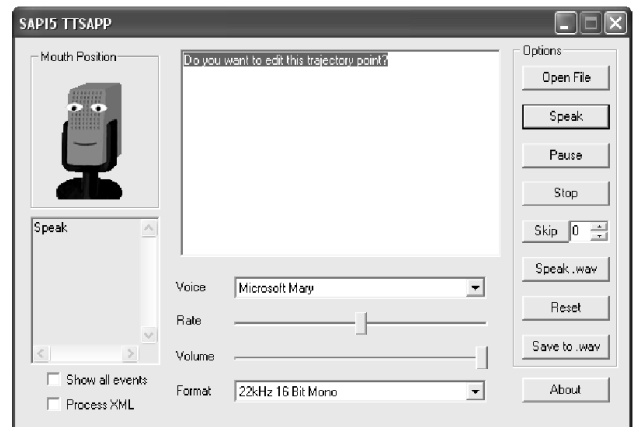 SAPI5 TTSAPP
Mouth Position
Do you want to edit this trajectory point?
Options
Open File
Speak
Pause
Stop
Skip 0
Speak .wav
Reset
Save to .wav
About
Speak
Voice Microsoft Mary
Rate
Volume
Format 22kHz 16 Bit Mono
Show all events
Process XML